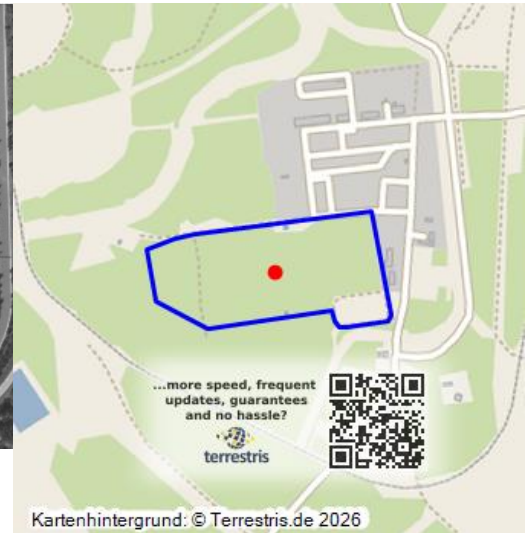 ...more speed, frequent
updates, guarantees
and no hassle?
terrestris
Kartenhintergrund: © Terrestris.de 2026